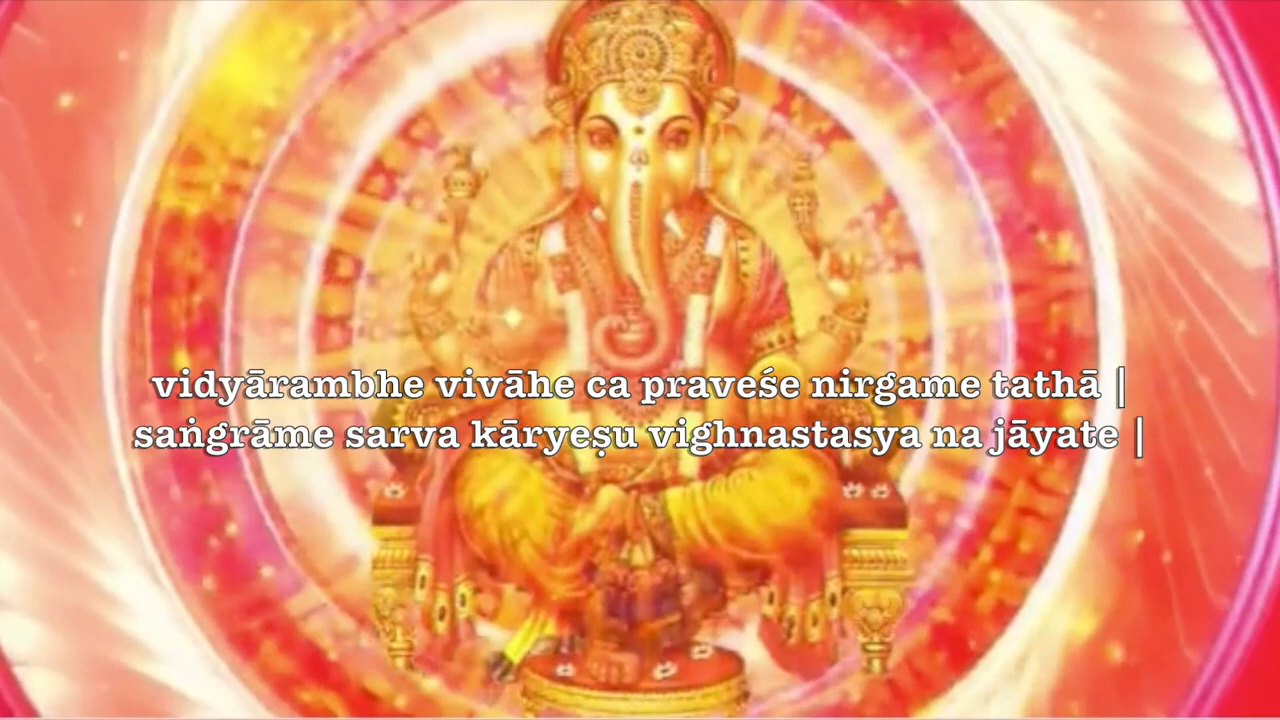 vidyārambhe vivāhe ca praveśe nirgame tathā |
saṅgrāme sarva kāryeṣu vighnastasya na jāyate |